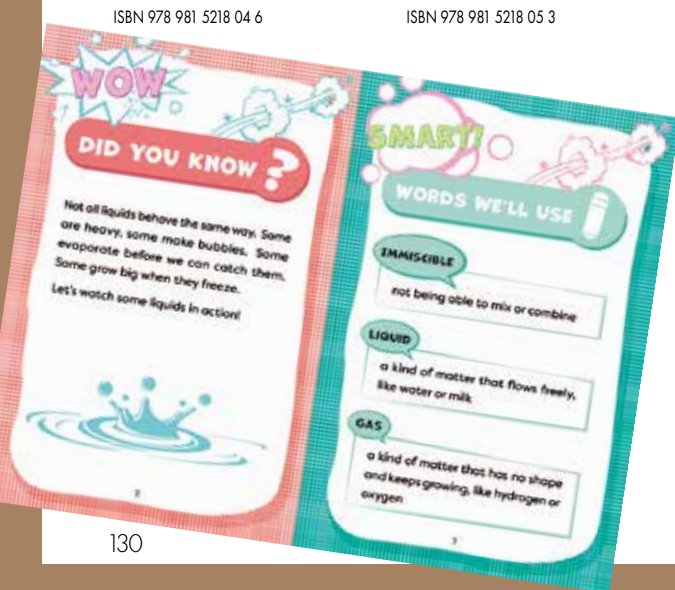 ISBN 978 981 5218 04 6
ISBN 978 981 5218 05 3
WOW
DID YOU KNOW ?
Not all liquids behave the same way. Some
are heavy, some make bubbles. Some
evaporate before we can catch them.
Some grow big when they freeze.
Let's watch some liquids in action!
2
SMART!
WORDS WE'LL USE
IMMISCIBLE
not being able to mix or combine
LIQUID
a kind of matter that flows freely,
like water or milk
GAS
a kind of matter that has no shape
and keeps growing, like hydrogen or
oxygen
3
130